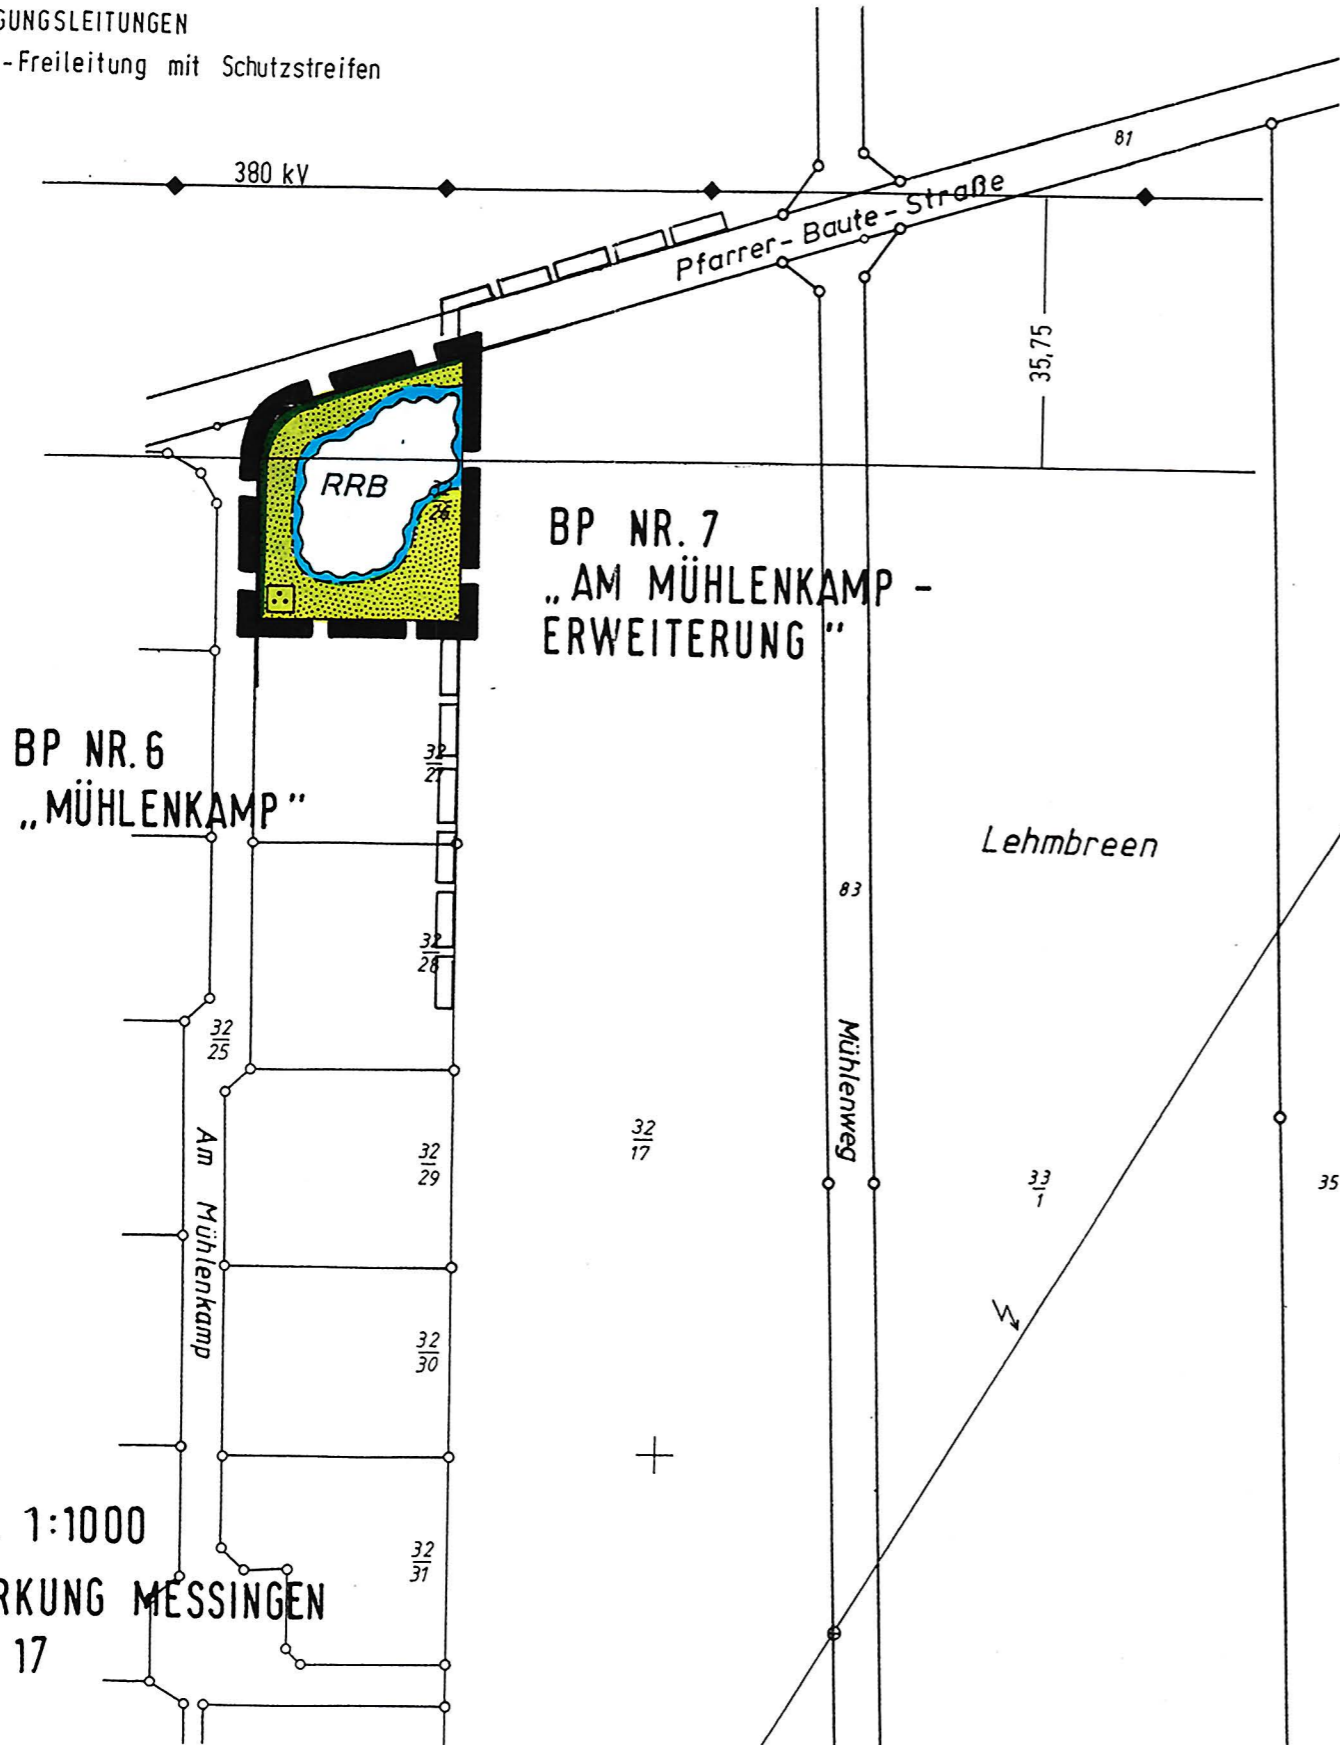 GUNGSLEITUNGEN
-Freileitung mit Schutzstreifen
380 kV
81
Pfarrer-Baute-Straße
35,75
RRB
32
26
BP NR. 7
„AM MÜHLENKAMP -
ERWEITERUNG"
BP NR. 6
„MÜHLENKAMP"
32
27
Lehmbreen
83
32
28
32
25
Mühlenweg
Am Mühlenkamp
32
29
32
17
33
1
35
32
30
1:1000
32
31
RKUNG MESSINGEN
17